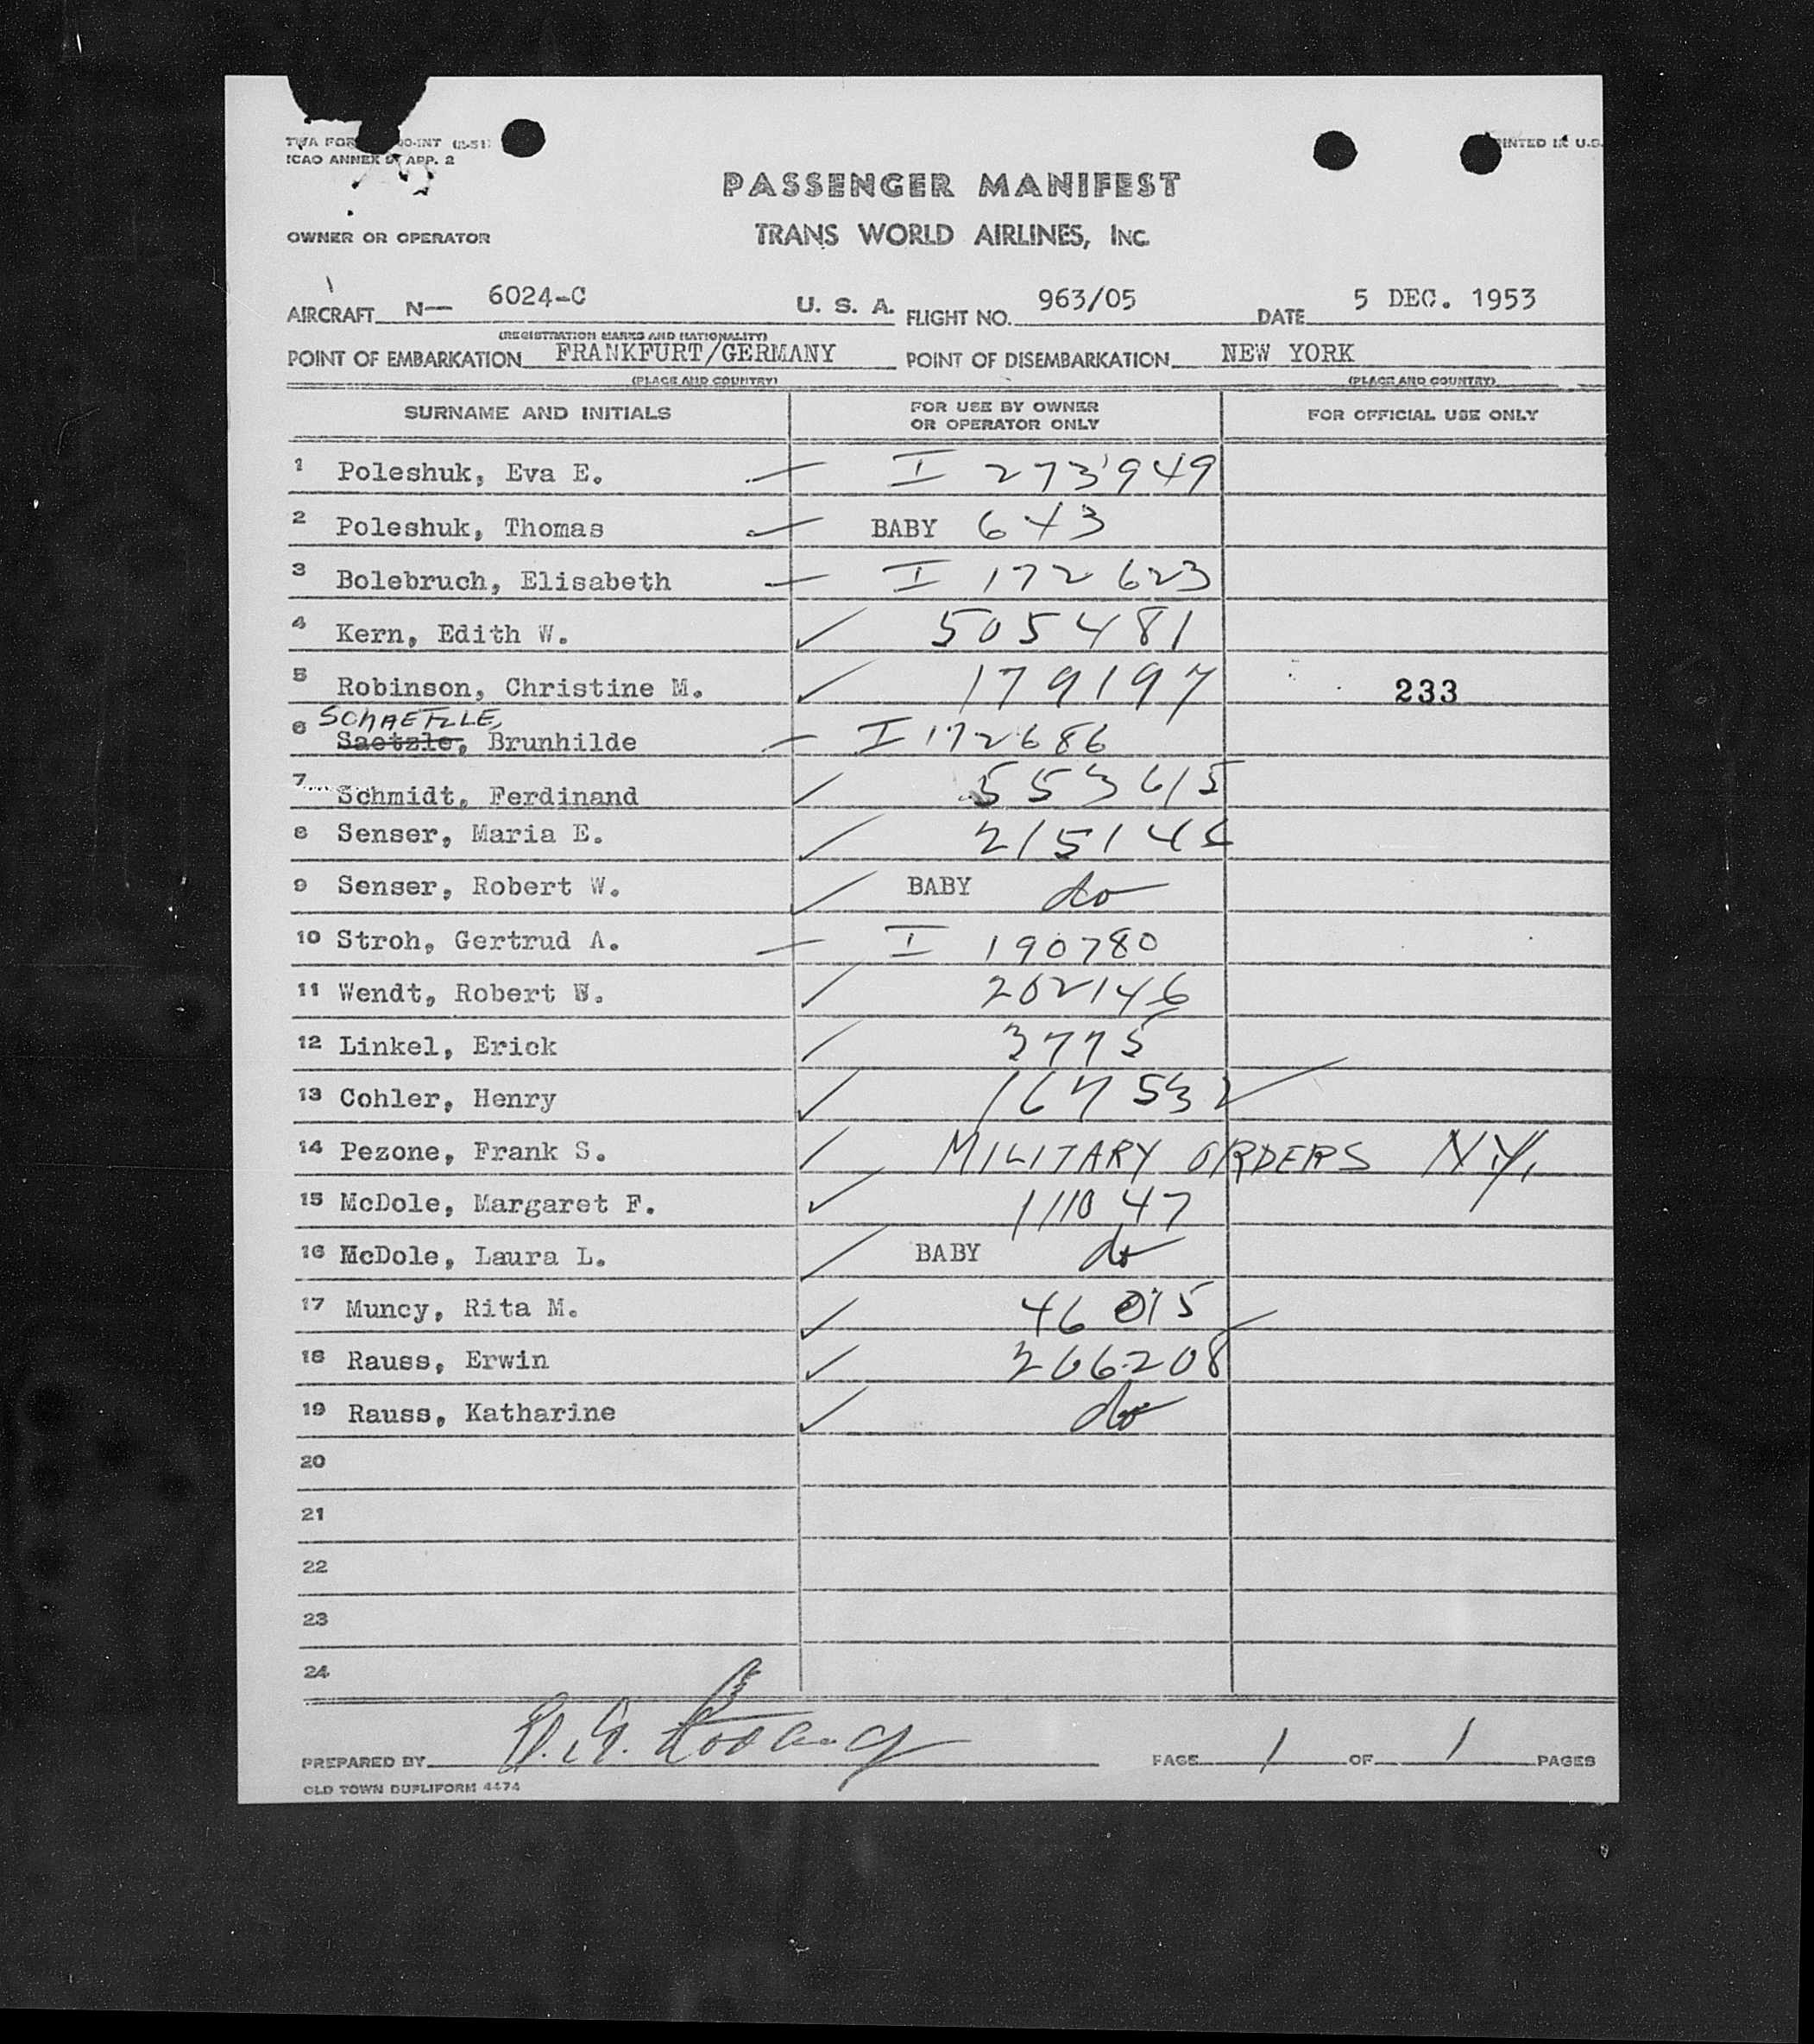 ICAO ANNEX 9, APP. 2
PRINTED IN U.S.
PASSENGER MANIFEST
OWNER OR OPERATOR TRANS WORLD AIRLINES, INC.
AIRCRAFT N— 6024-C U. S. A. FLIGHT NO. 963/05 DATE 5 DEC. 1953
(REGISTRATION MARKS AND NATIONALITY)
POINT OF EMBARKATION FRANKFURT/GERMANY POINT OF DISEMBARKATION NEW YORK
(PLACE AND COUNTRY) (PLACE AND COUNTRY)
SURNAME AND INITIALS FOR USE BY OWNER OR OPERATOR ONLY FOR OFFICIAL USE ONLY
1 Poleshuk, Eva E. — I 273949
2 Poleshuk, Thomas BABY 643
3 Bolebruch, Elisabeth — I 172623
4 Kern, Edith W. ✓ 505481
5 Robinson, Christine M. ✓ 179197 233
SCHAETZLE,
6 Saetzle, Brunhilde — I 172686
7 Schmidt, Ferdinand ✓ 553615
8 Senser, Maria E. ✓
9 Senser, Robert W. ✓ BABY do
10 Stroh, Gertrud A. — I 190780
11 Wendt, Robert W. ✓ 202146
12 Linkel, Erick ✓ 3775
13 Cohler, Henry ✓ 167532
14 Pezone, Frank S. ✓ MILITARY ORDERS N.Y.
15 McDole, Margaret F. ✓ 111047
16 McDole, Laura L. ✓ BABY do
17 Muncy, Rita M. ✓ 46015
18 Rauss, Erwin ✓ 266208
19 Rauss, Katharine ✓ do
20
21
22
23
24
PREPARED BY PAGE 1 OF 1 PAGES
OLD TOWN DUPLIFORM 4474